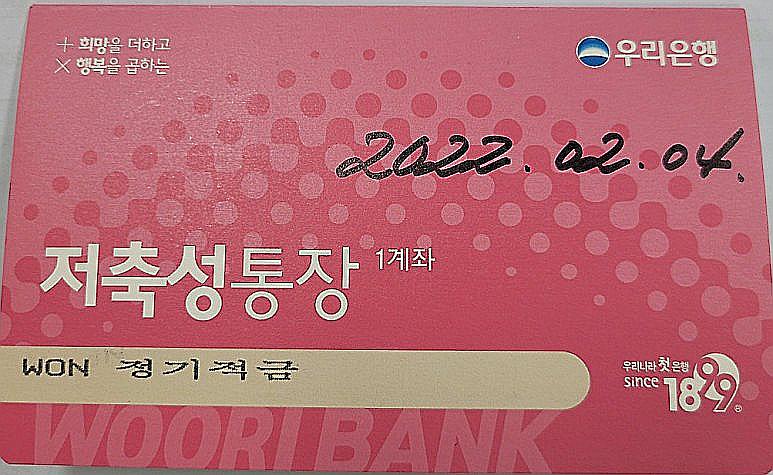 + 희망을 더하고
× 행복을 곱하는
우리은행
2022.02.04.
저축성통장 1계좌
WON 정기적금
우리나라 첫 은행
since 1899
WOORI BANK